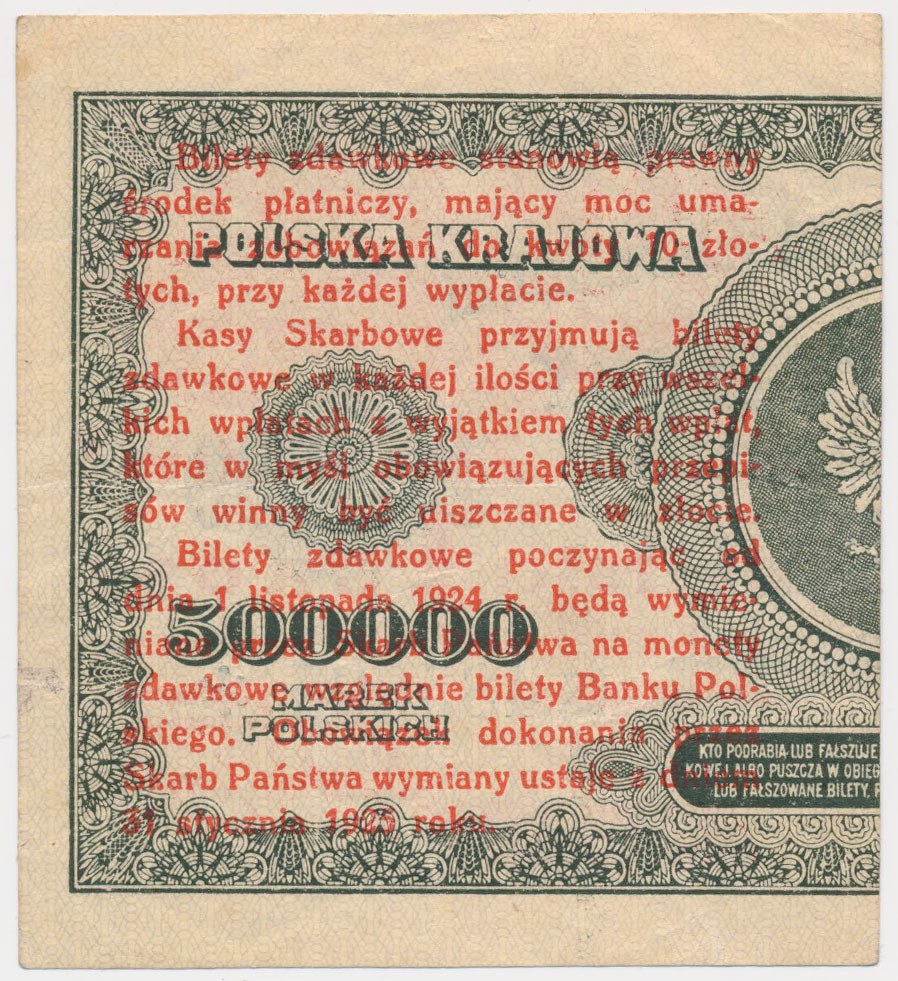 Bilety zdawkowe stanowią prawny
środek płatniczy, mający moc uma-
rzania zobowiązań do kwoty 10 zło-
tych, przy każdej wypłacie.
Kasy Skarbowe przyjmują bilety
zdawkowe w każdej ilości przy wszel-
kich wpłatach z wyjątkiem tych wpłat,
które w myśl obowiązujących przepi-
sów winny być uiszczane w złocie.
Bilety zdawkowe poczynając od
dnia 1 listopada 1924 r. będą wymie-
niane przez Skarb Państwa na monety
zdawkowe względnie bilety Banku Pol-
skiego. Obowiązek dokonania przez
Skarb Państwa wymiany ustaje z dniem
31 stycznia 1925 roku.
POLSKA KRAJOWA
500000
MAREK
POLSKICH
KTO PODRABIA LUB FAŁSZUJE
KOWEJ ALBO PUSZCZA W OBIEG
LUB FAŁSZOWANE BILETY, P